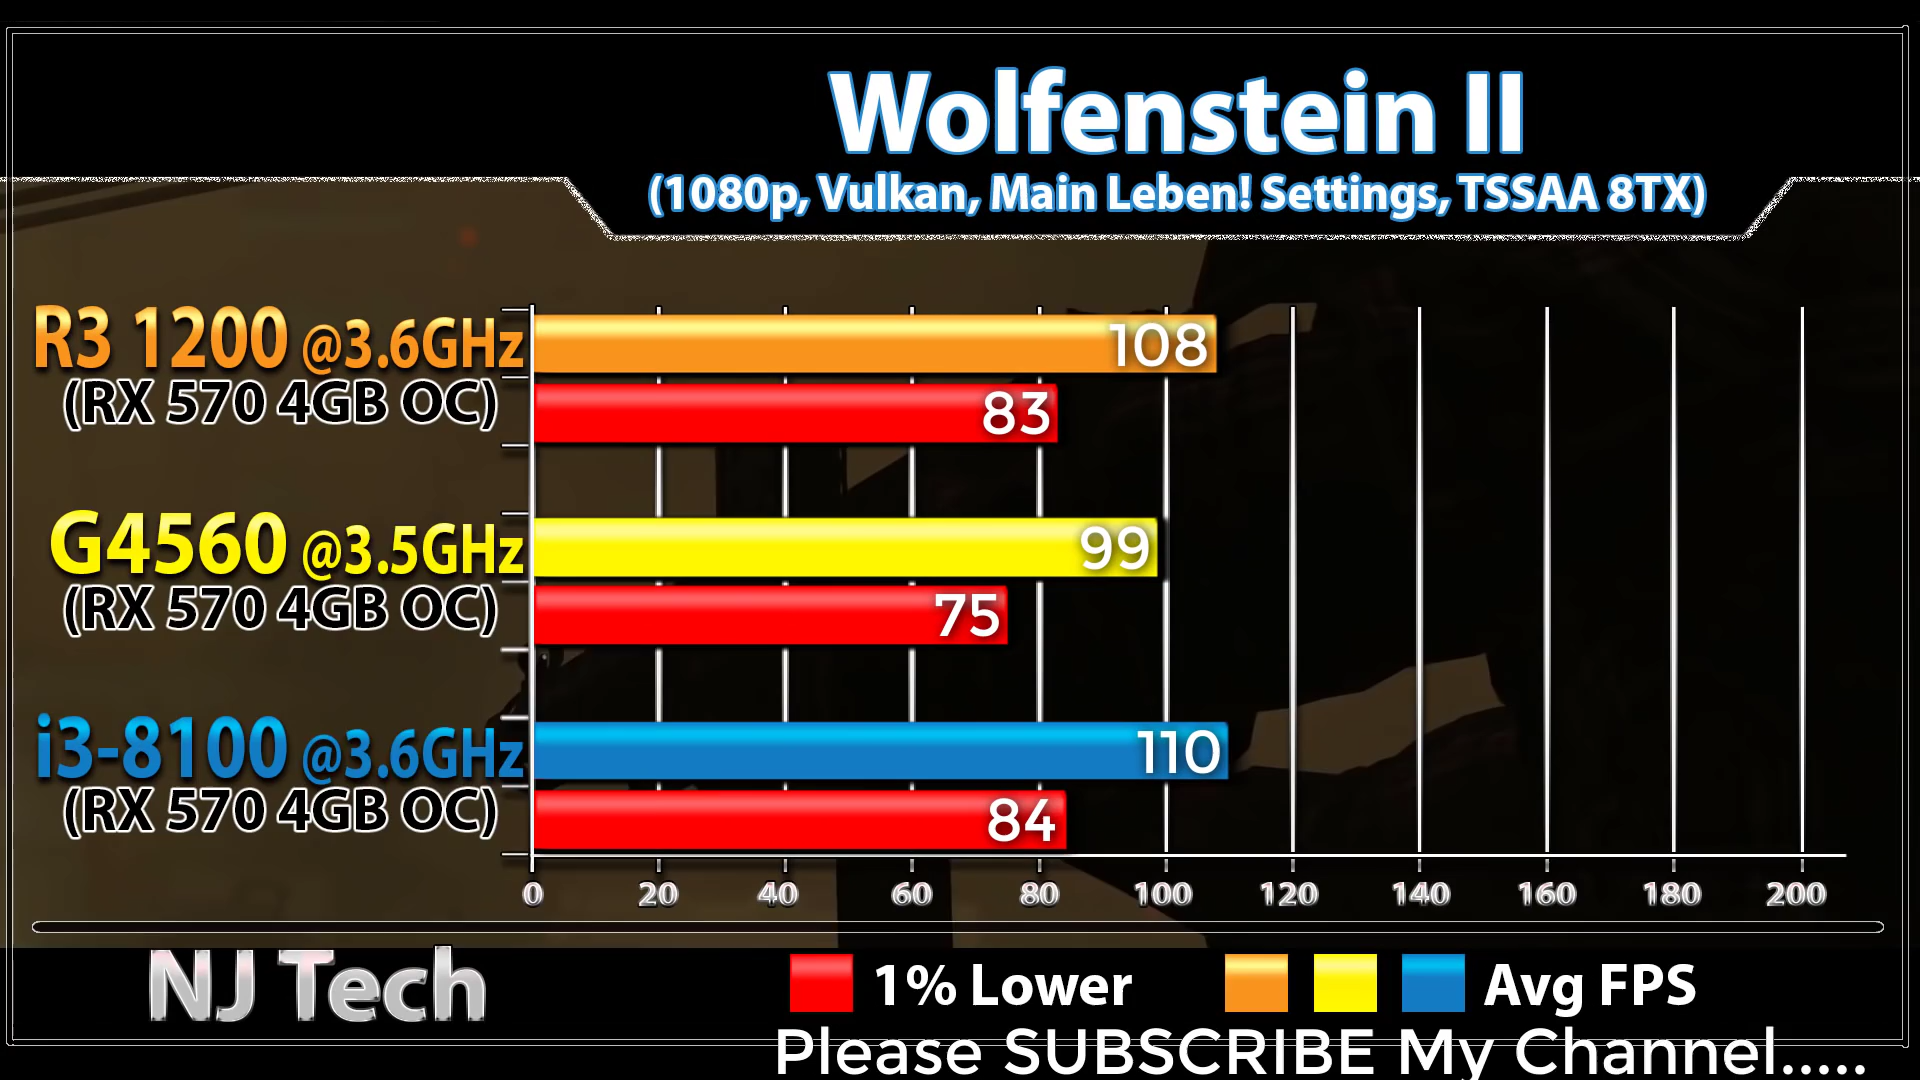 Wolfenstein II
(1080p, Vulkan, Main Leben! Settings, TSSAA 8TX)
R3 1200 @3.6GHz
(RX 570 4GB OC)
108
83
G4560 @3.5GHz
(RX 570 4GB OC)
99
75
i3-8100 @3.6GHz
(RX 570 4GB OC)
110
84
0 20 40 60 80 100 120 140 160 180 200
NJ Tech
1% Lower
Avg FPS
Please SUBSCRIBE My Channel.....